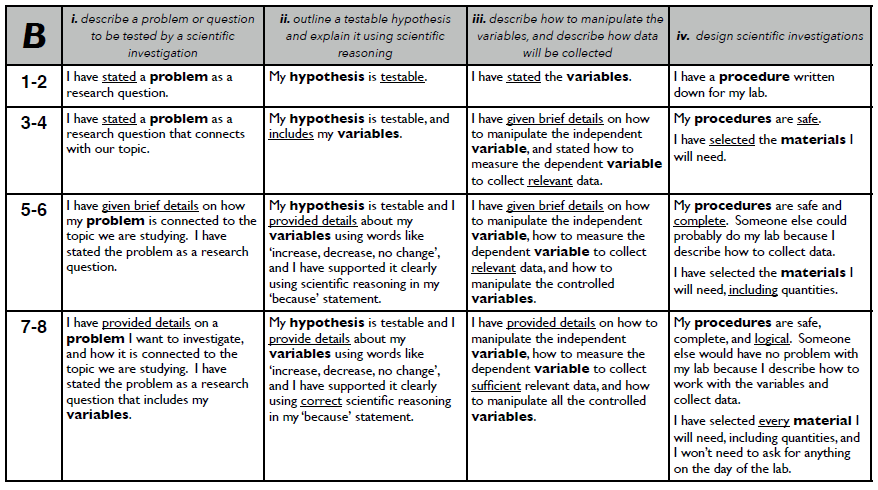 B
i. describe a problem or question
to be tested by a scientific
investigation
ii. outline a testable hypothesis
and explain it using scientific
reasoning
iii. describe how to manipulate the
variables, and describe how data
will be collected
iv. design scientific investigations
1-2
I have stated a problem as a
research question.
My hypothesis is testable.
I have stated the variables.
I have a procedure written
down for my lab.
3-4
I have stated a problem as a
research question that connects
with our topic.
My hypothesis is testable, and
includes my variables.
I have given brief details on how
to manipulate the independent
variable, and stated how to
measure the dependent variable
to collect relevant data.
My procedures are safe.
I have selected the materials I
will need.
5-6
I have given brief details on how
my problem is connected to the
topic we are studying. I have
stated the problem as a research
question.
My hypothesis is testable and I
provided details about my
variables using words like
'increase, decrease, no change',
and I have supported it clearly
using scientific reasoning in my
'because' statement.
I have given brief details on how
to manipulate the independent
variable, how to measure the
dependent variable to collect
relevant data, and how to
manipulate the controlled
variables.
My procedures are safe and
complete. Someone else could
probably do my lab because I
describe how to collect data.
I have selected the materials I
will need, including quantities.
7-8
I have provided details on a
problem I want to investigate,
and how it is connected to the
topic we are studying. I have
stated the problem as a research
question that includes my
variables.
My hypothesis is testable and I
provide details about my
variables using words like
'increase, decrease, no change',
and I have supported it clearly
using correct scientific reasoning
in my 'because' statement.
I have provided details on how to
manipulate the independent
variable, how to measure the
dependent variable to collect
sufficient relevant data, and how
to manipulate all the controlled
variables.
My procedures are safe,
complete, and logical. Someone
else would have no problem with
my lab because I describe how to
work with the variables and
collect data.
I have selected every material I
will need, including quantities, and
I won't need to ask for anything
on the day of the lab.